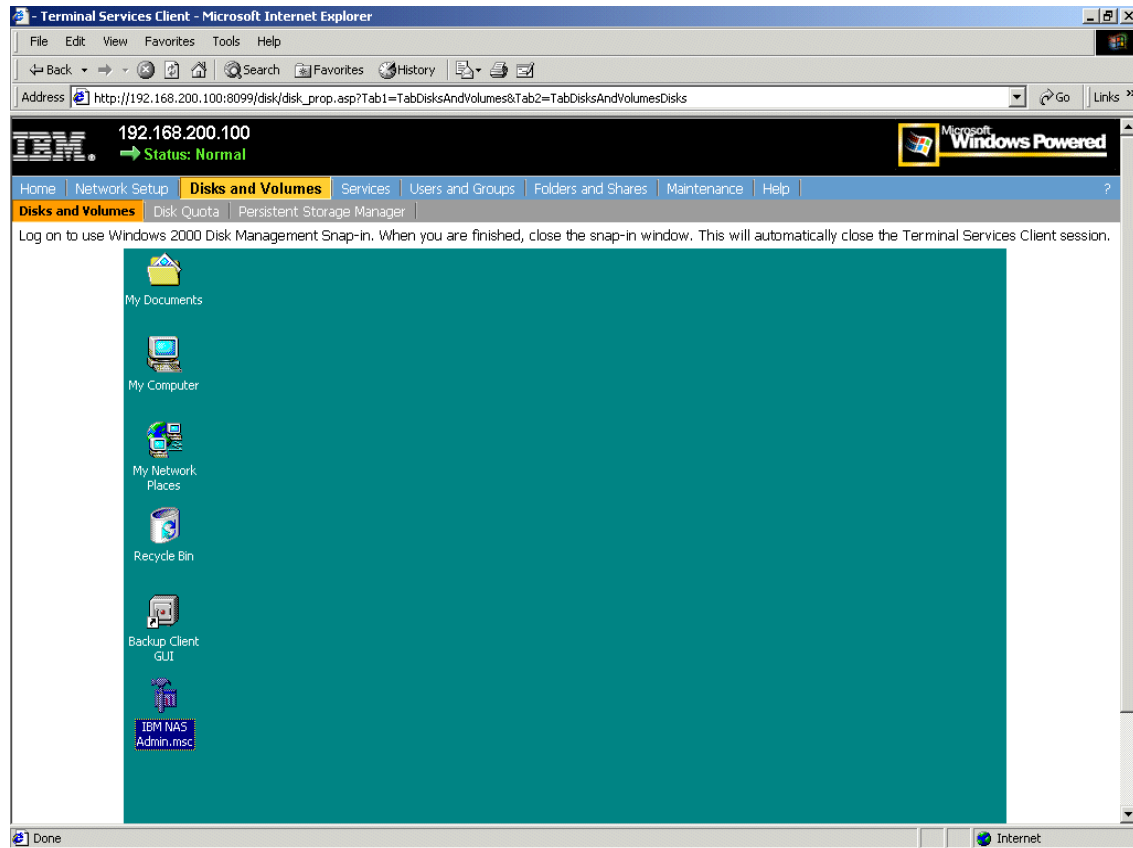 - Terminal Services Client - Microsoft Internet Explorer
File Edit View Favorites Tools Help
Back Search Favorites History
Address http://192.168.200.100:8099/disk/disk_prop.asp?Tab1=TabDisksAndVolumes&Tab2=TabDisksAndVolumesDisks Go Links »
IBM® 192.168.200.100 Microsoft
Status: Normal Windows Powered
Home Network Setup Disks and Volumes Services Users and Groups Folders and Shares Maintenance Help ?
Disks and Volumes Disk Quota Persistent Storage Manager
Log on to use Windows 2000 Disk Management Snap-in. When you are finished, close the snap-in window. This will automatically close the Terminal Services Client session.
My Documents
My Computer
My Network
Places
Recycle Bin
Backup Client
GUI
IBM NAS
Admin.msc
Done Internet